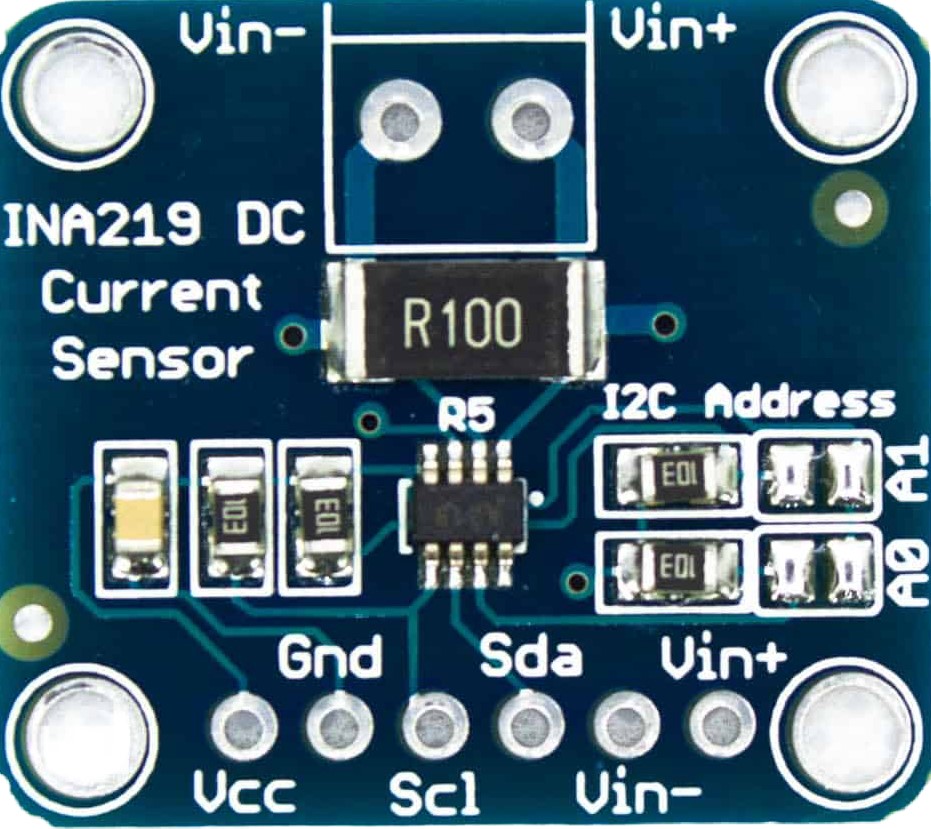 Vin-
Vin+
INA219 DC
Current
Sensor
R100
R5
I2C Address
103
103
103
A1
103
A0
Gnd
Sda
Vin+
Vcc
Scl
Vin-